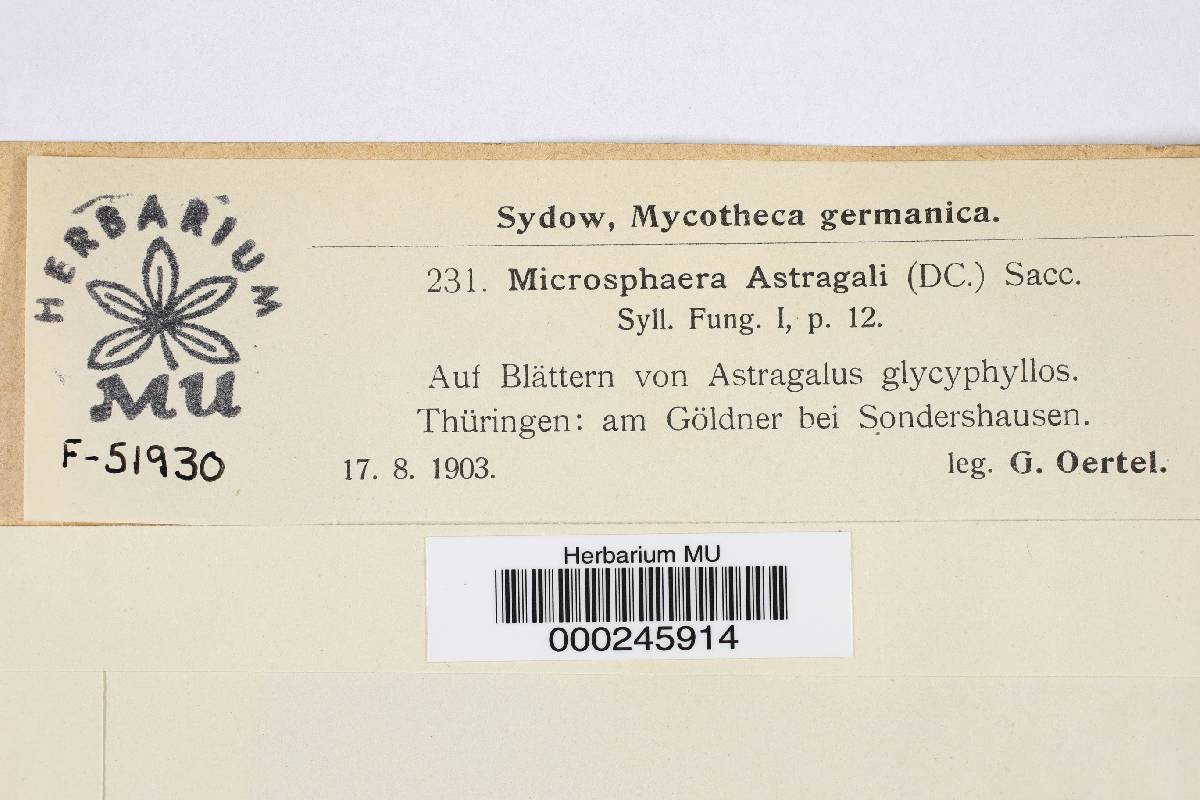 HERBARIUM
MU
F-51930
Sydow, Mycotheca germanica.
231. Microsphaera Astragali (DC.) Sacc.
Syll. Fung. I, p. 12.
Auf Blättern von Astragalus glycyphyllos.
Thüringen: am Göldner bei Sondershausen.
17. 8. 1903. leg. G. Oertel.
Herbarium MU
000245914